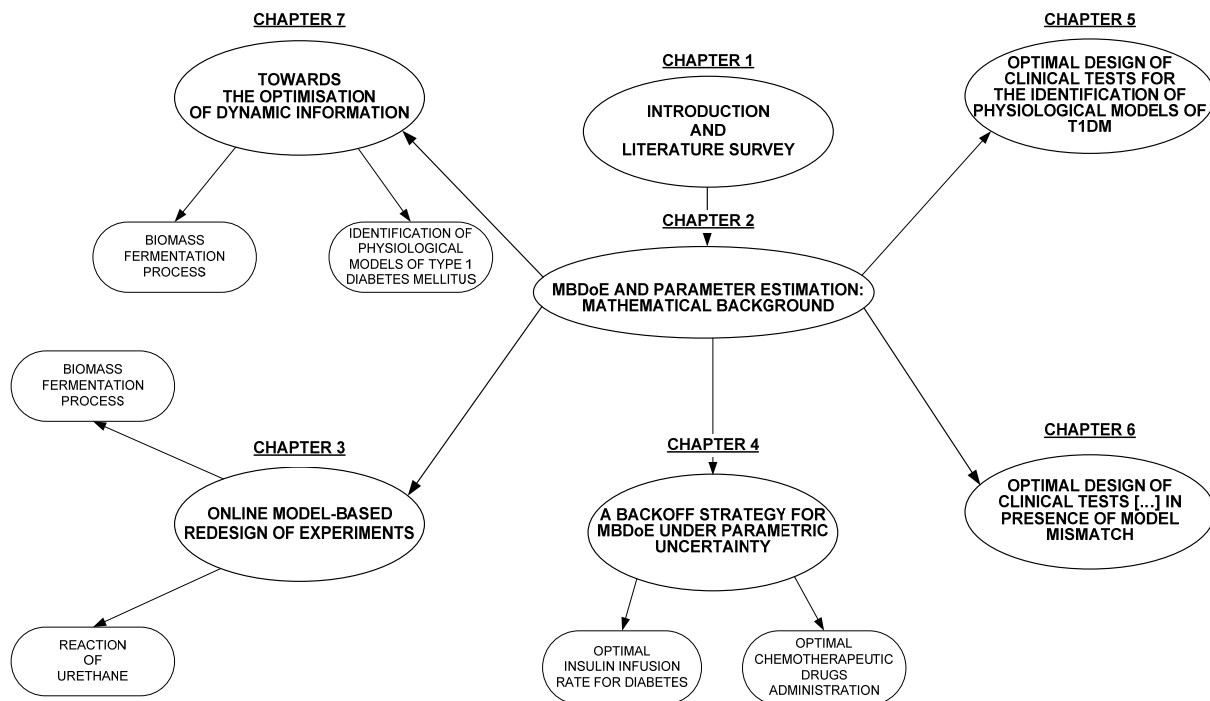 CHAPTER 7
TOWARDS
THE OPTIMISATION
OF DYNAMIC INFORMATION
BIOMASS
FERMENTATION
PROCESS
IDENTIFICATION OF
PHYSIOLOGICAL
MODELS OF TYPE 1
DIABETES MELLITUS
CHAPTER 1
INTRODUCTION
AND
LITERATURE SURVEY
CHAPTER 5
OPTIMAL DESIGN OF
CLINICAL TESTS FOR
THE IDENTIFICATION OF
PHYSIOLOGICAL MODELS OF
T1DM
CHAPTER 2
MBDoE AND PARAMETER ESTIMATION:
MATHEMATICAL BACKGROUND
BIOMASS
FERMENTATION
PROCESS
CHAPTER 3
ONLINE MODEL-BASED
REDESIGN OF EXPERIMENTS
REACTION
OF
URETHANE
CHAPTER 4
A BACKOFF STRATEGY FOR
MBDoE UNDER PARAMETRIC
UNCERTAINTY
OPTIMAL
INSULIN INFUSION
RATE FOR DIABETES
OPTIMAL
CHEMOTHERAPEUTIC
DRUGS
ADMINISTRATION
CHAPTER 6
OPTIMAL DESIGN OF
CLINICAL TESTS [...] IN
PRESENCE OF MODEL
MISMATCH